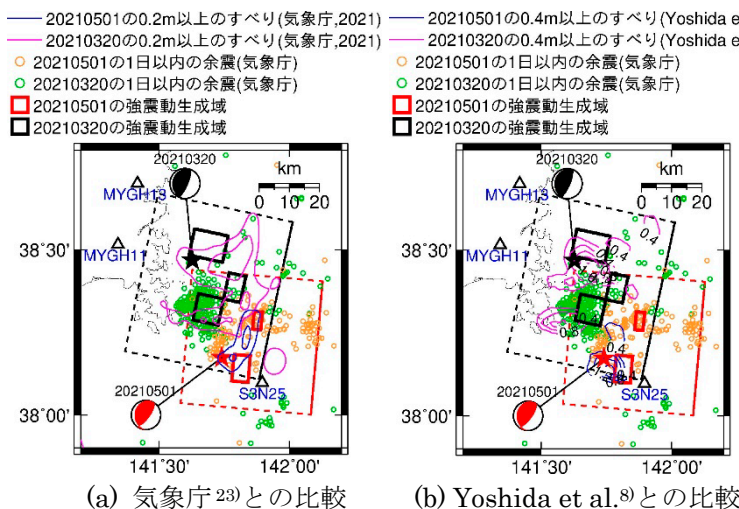 20210501の0.2m以上のすべり(気象庁,2021)
20210320の0.2m以上のすべり(気象庁,2021)
20210501の1日以内の余震(気象庁)
20210320の1日以内の余震(気象庁)
20210501の強震動生成域
20210320の強震動生成域
20210320
km
0 10 20
MYGH13
MYGH11
38˚30'
20210501
S3N25
38˚00'
141˚30' 142˚00'
(a) 気象庁23)との比較
20210501の0.4m以上のすべり(Yoshida e
20210320の0.4m以上のすべり(Yoshida e
20210501の1日以内の余震(気象庁)
20210320の1日以内の余震(気象庁)
20210501の強震動生成域
20210320の強震動生成域
20210320
km
0 10 20
MYGH13
0.4
MYGH11
38˚30'
0.4
0.4
20210501
S3N25
38˚00'
141˚30' 142˚00'
(b) Yoshida et al.8)との比較